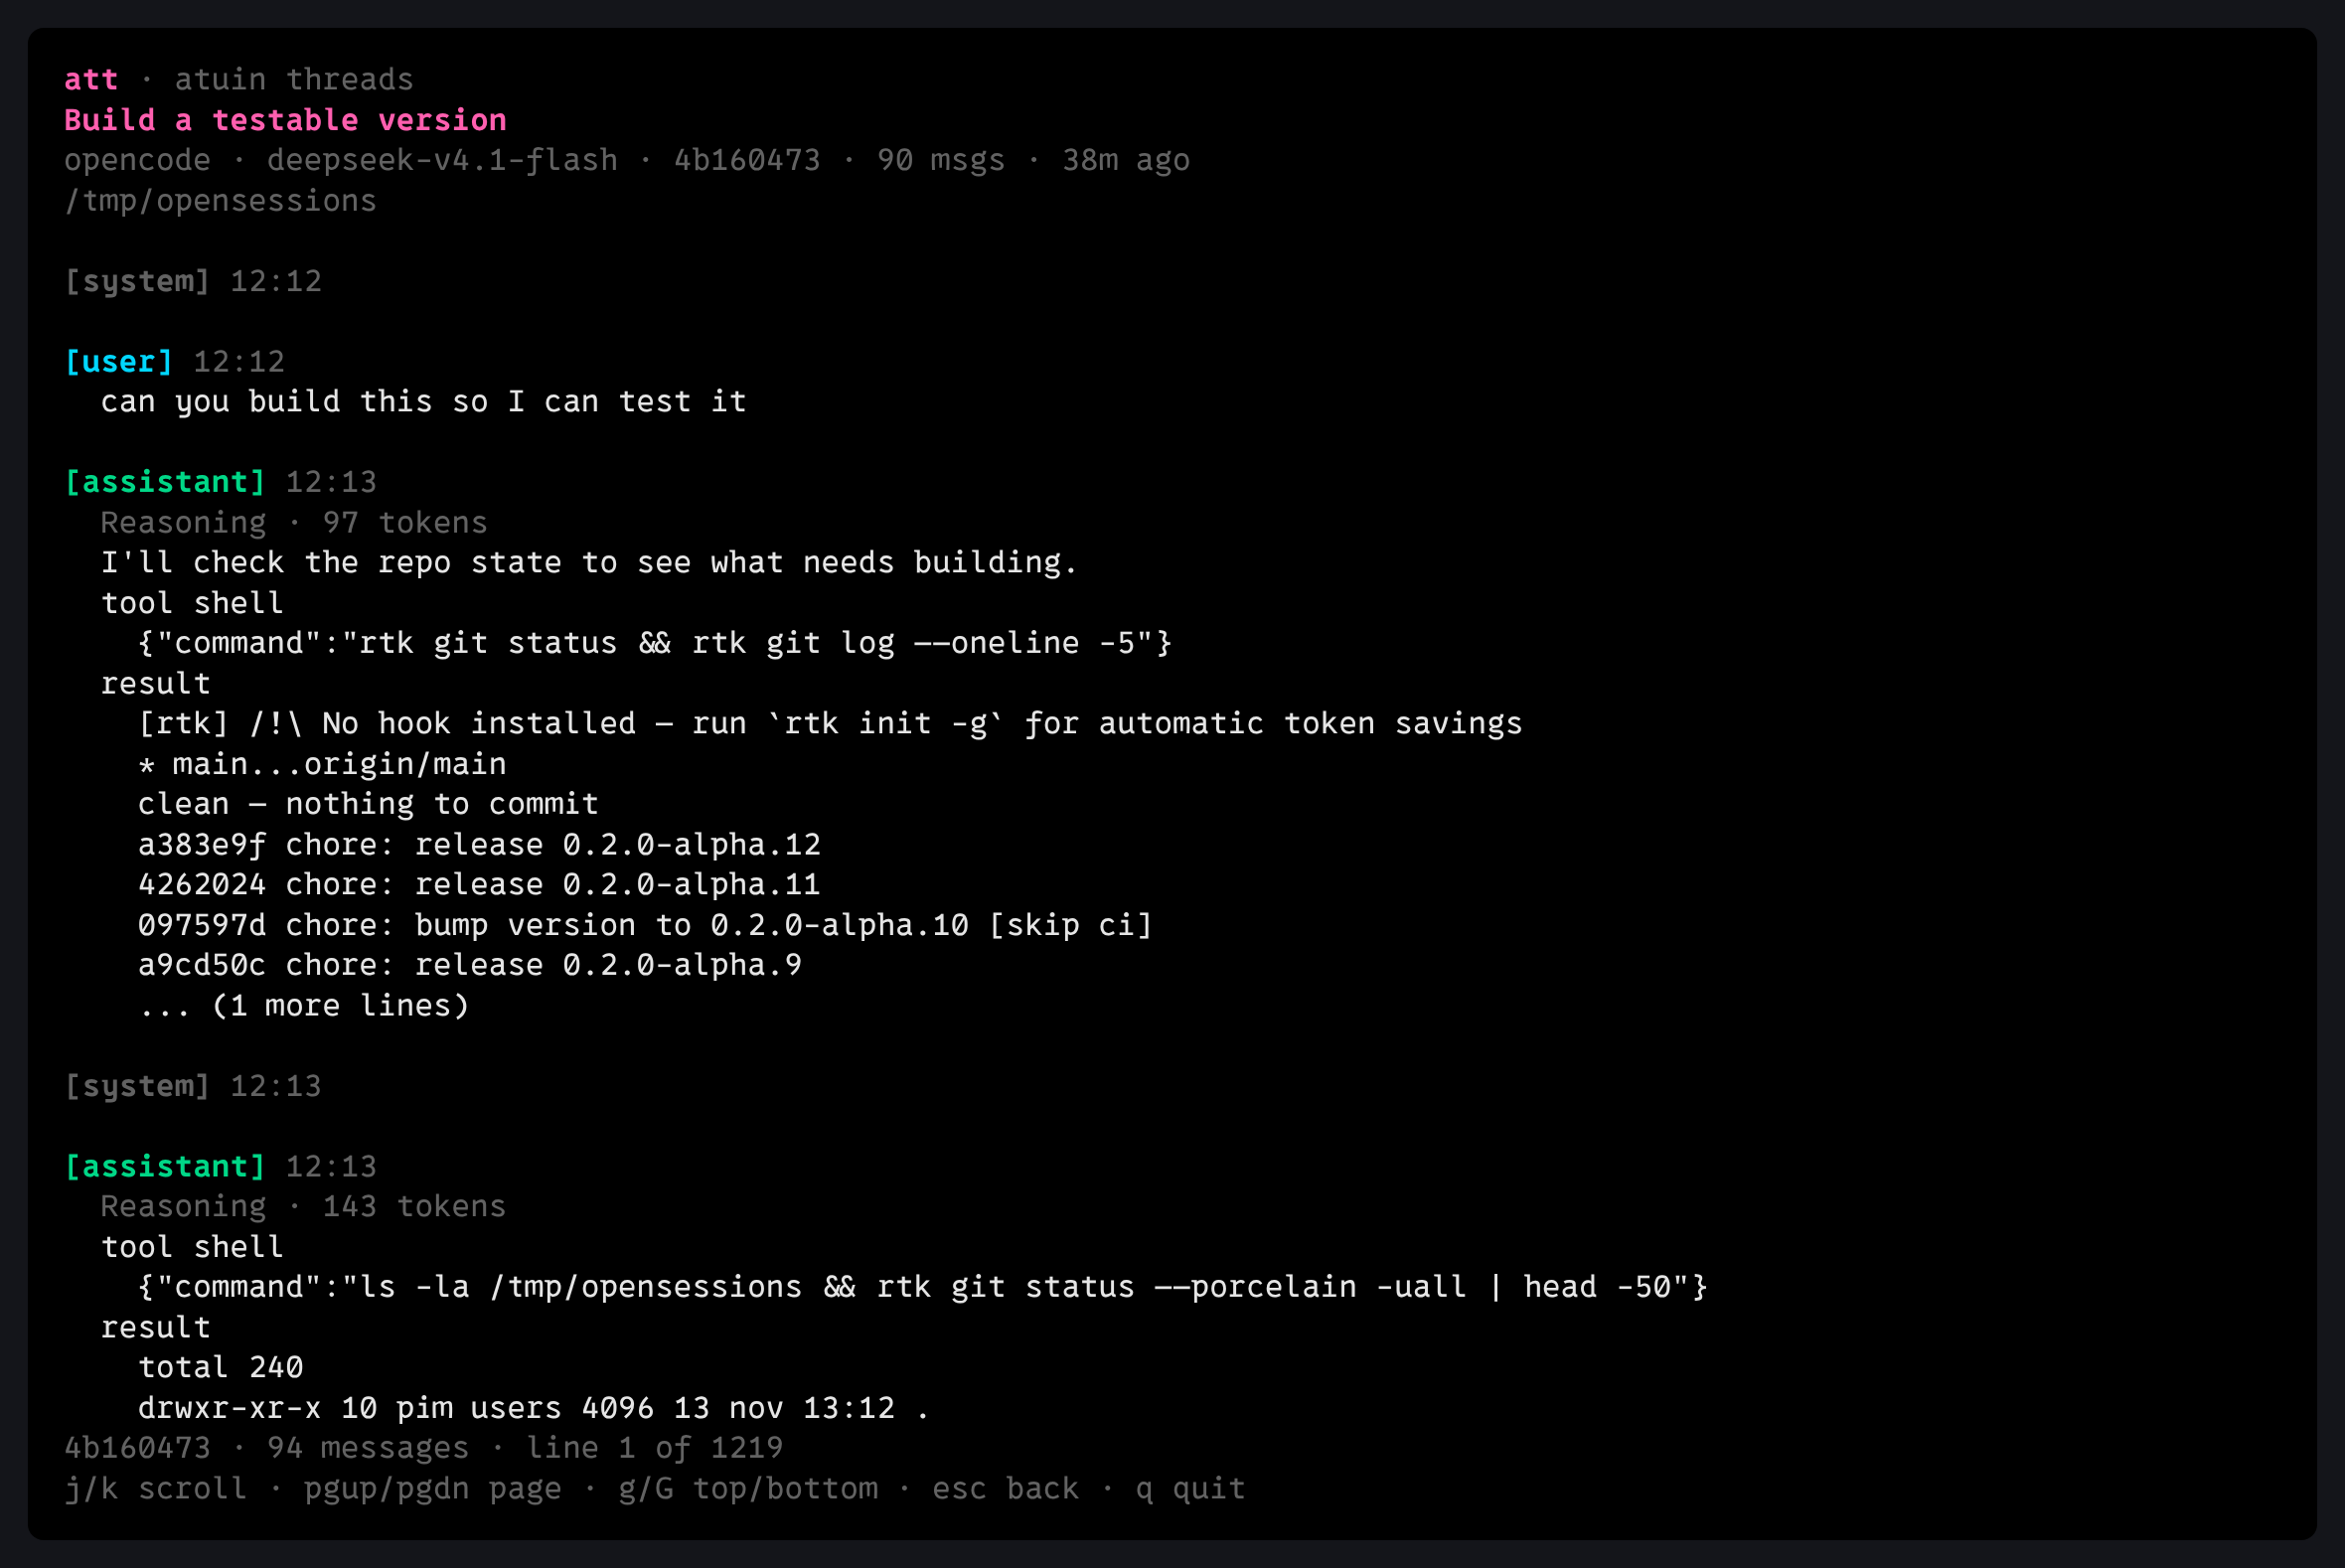 att · atuin threads
Build a testable version
opencode · deepseek-v4.1-flash · 4b160473 · 90 msgs · 38m ago
/tmp/opensessions
[system] 12:12
[user] 12:12
can you build this so I can test it
[assistant] 12:13
Reasoning · 97 tokens
I'll check the repo state to see what needs building.
tool shell
{"command":"rtk git status && rtk git log --oneline -5"}
result
[rtk] /!\ No hook installed — run `rtk init -g` for automatic token savings
* main...origin/main
clean — nothing to commit
a383e9f chore: release 0.2.0-alpha.12
4262024 chore: release 0.2.0-alpha.11
097597d chore: bump version to 0.2.0-alpha.10 [skip ci]
a9cd50c chore: release 0.2.0-alpha.9
... (1 more lines)
[system] 12:13
[assistant] 12:13
Reasoning · 143 tokens
tool shell
{"command":"ls -la /tmp/opensessions && rtk git status --porcelain -uall | head -50"}
result
total 240
drwxr-xr-x 10 pim users 4096 13 nov 13:12 .
4b160473 · 94 messages · line 1 of 1219
j/k scroll · pgup/pgdn page · g/G top/bottom · esc back · q quit